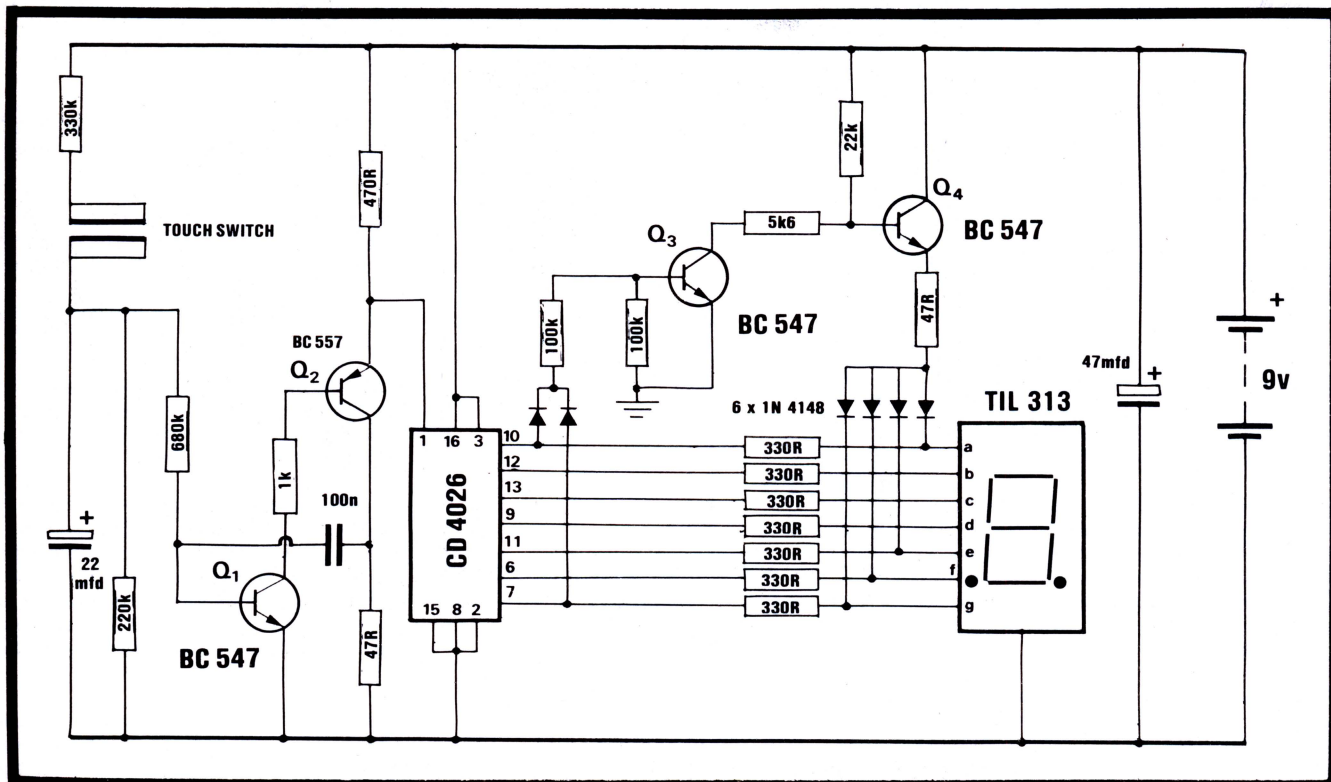 330k
TOUCH SWITCH
470R
22k
Q4
BC 547
5k6
Q3
BC 547
47R
100k
100k
BC 557
Q2
680k
1k
100n
+
22
mfd
220k
Q1
BC 547
47R
1 16 3
CD 4026
10
12
13
9
11
6
7
15 8 2
6 x 1N 4148
330R
330R
330R
330R
330R
330R
330R
TIL 313
a
b
c
d
e
f
g
47mfd
+
+
9v